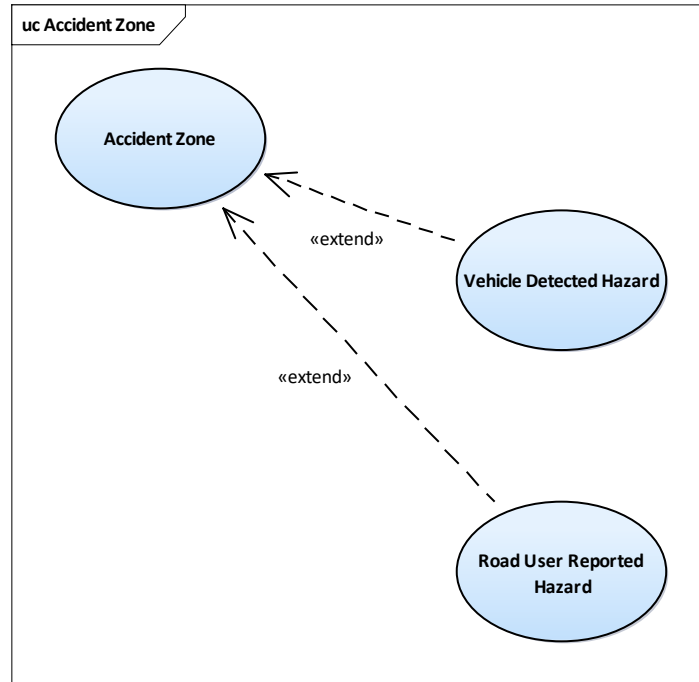 uc Accident Zone
Accident Zone
«extend»
Vehicle Detected Hazard
«extend»
Road User Reported
Hazard